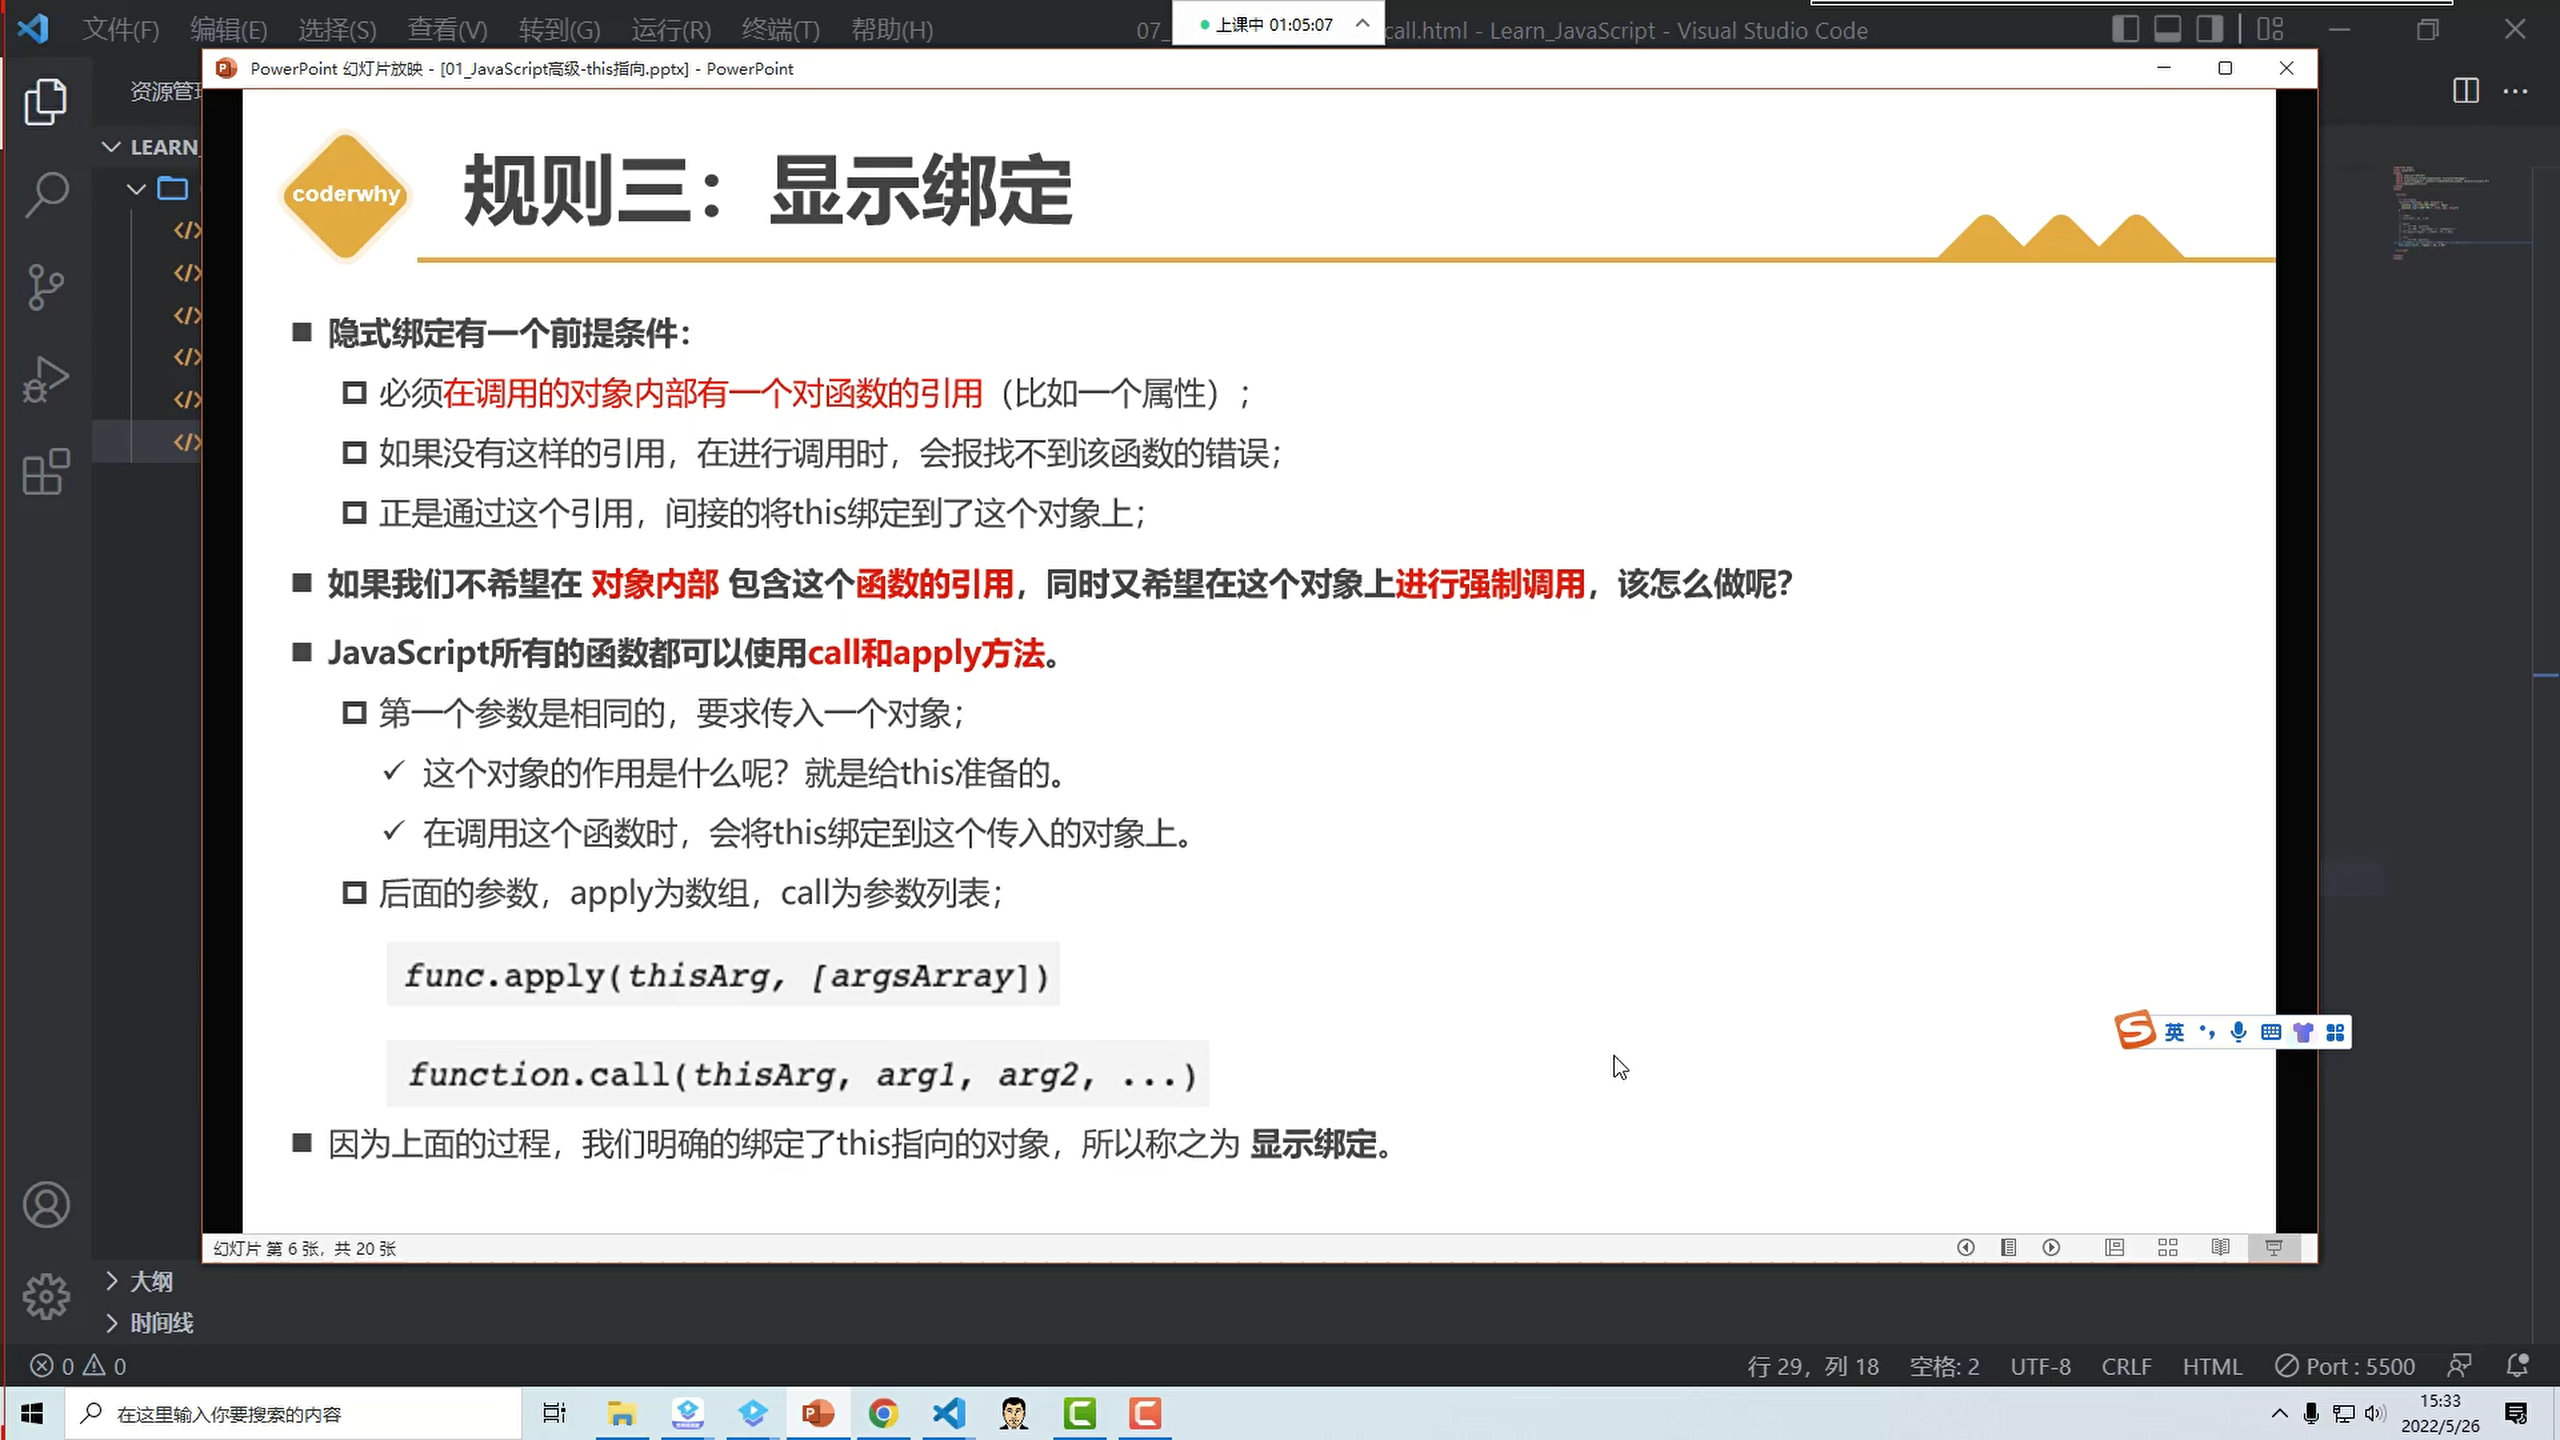 文件(F) 编辑(E) 选择(S) 查看(V) 转到(G) 运行(R) 终端(T) 帮助(H)
07_
上课中 01:05:07
call.html - Learn_JavaScript - Visual Studio Code
PowerPoint 幻灯片放映 - [01_JavaScript高级-this指向.pptx] - PowerPoint
资源管
LEARN_
coderwhy
规则三：显示绑定
隐式绑定有一个前提条件：
必须在调用的对象内部有一个对函数的引用（比如一个属性）；
如果没有这样的引用，在进行调用时，会报找不到该函数的错误；
正是通过这个引用，间接的将this绑定到了这个对象上；
如果我们不希望在 对象内部 包含这个函数的引用，同时又希望在这个对象上进行强制调用，该怎么做呢？
JavaScript所有的函数都可以使用call和apply方法。
第一个参数是相同的，要求传入一个对象；
这个对象的作用是什么呢？就是给this准备的。
在调用这个函数时，会将this绑定到这个传入的对象上。
后面的参数，apply为数组，call为参数列表；
func.apply(thisArg, [argsArray])
function.call(thisArg, arg1, arg2, ...)
因为上面的过程，我们明确的绑定了this指向的对象，所以称之为 显示绑定。
英
幻灯片 第 6 张，共 20 张
大纲
时间线
0 0
行 29，列 18 空格: 2 UTF-8 CRLF HTML Port : 5500
在这里输入你要搜索的内容
15:33
2022/5/26